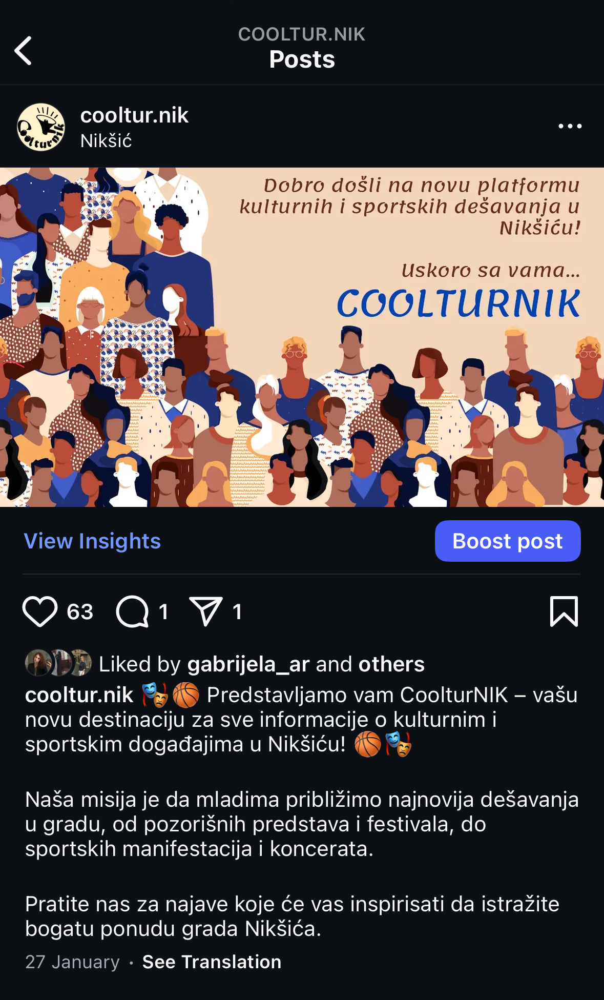 COOLTUR.NIK
Posts
Coolturnik
cooltur.nik
Nikšić
Dobro došli na novu platformu
kulturnih i sportskih dešavanja u
Nikšiću!
Uskoro sa vama...
COOLTURNIK
View Insights
Boost post
63
1
1
Liked by gabrijela_ar and others
cooltur.nik 🎭🏀 Predstavljamo vam CoolturNIK – vašu
novu destinaciju za sve informacije o kulturnim i
sportskim događajima u Nikšiću! 🏀🎭
Naša misija je da mladima približimo najnovija dešavanja
u gradu, od pozorišnih predstava i festivala, do
sportskih manifestacija i koncerata.
Pratite nas za najave koje će vas inspirisati da istražite
bogatu ponudu grada Nikšića.
27 January · See Translation